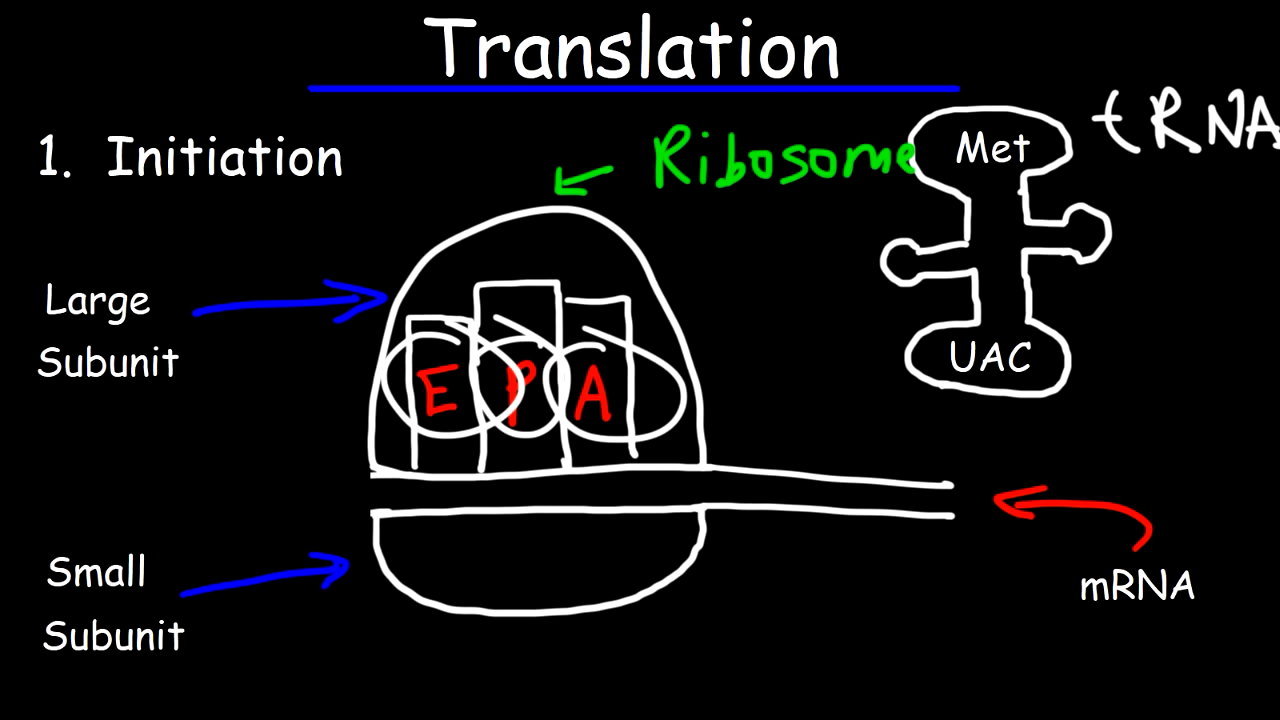 Translation
1. Initiation
Ribosome
Met
tRNA
Large
Subunit
E P A
UAC
Small
Subunit
mRNA